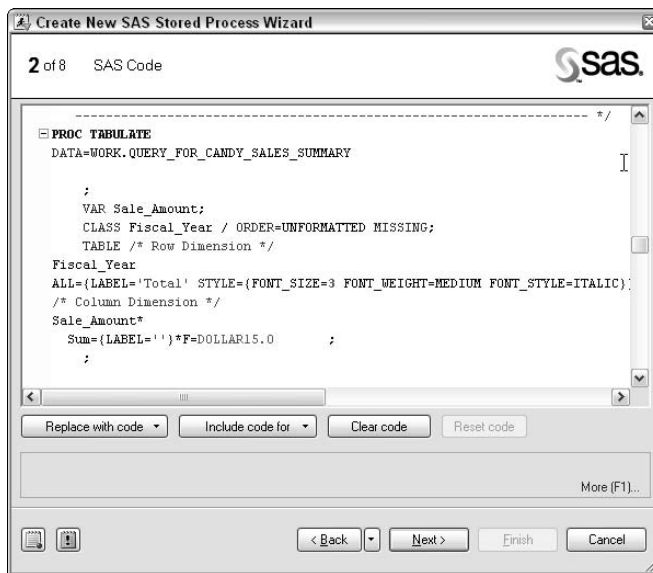 Create New SAS Stored Process Wizard
2 of 8 SAS Code
sas.
------------------------------------------------------------------- */
PROC TABULATE
DATA=WORK.QUERY_FOR_CANDY_SALES_SUMMARY
;
VAR Sale_Amount;
CLASS Fiscal_Year / ORDER=UNFORMATTED MISSING;
TABLE /* Row Dimension */
Fiscal_Year
ALL={LABEL='Total' STYLE={FONT_SIZE=3 FONT_WEIGHT=MEDIUM FONT_STYLE=ITALIC}}
/* Column Dimension */
Sale_Amount*
Sum={LABEL=''}*F=DOLLAR15.0 ;
;
Replace with code Include code for Clear code Reset code
More (F1)...
< Back Next > Finish Cancel